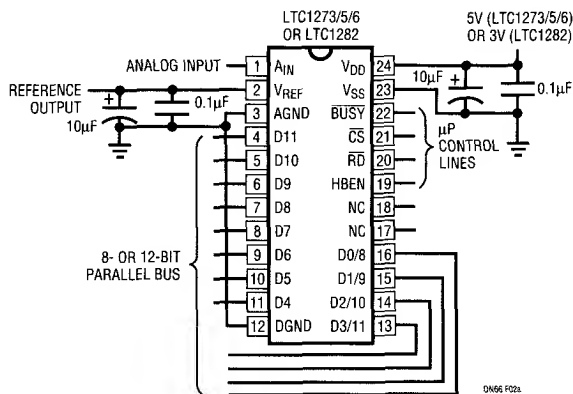 LTC1273/5/6
OR LTC1282
5V (LTC1273/5/6)
OR 3V (LTC1282)
ANALOG INPUT
REFERENCE
OUTPUT
+
10µF
0.1µF
1 AIN
2 VREF
3 AGND
4 D11
5 D10
6 D9
7 D8
8 D7
9 D6
10 D5
11 D4
12 DGND
VDD 24
VSS 23
BUSY 22
CS 21
RD 20
HBEN 19
NC 18
NC 17
D0/8 16
D1/9 15
D2/10 14
D3/11 13
10µF
+
0.1µF
µP
CONTROL
LINES
8- OR 12-BIT
PARALLEL BUS
DN66 F02a